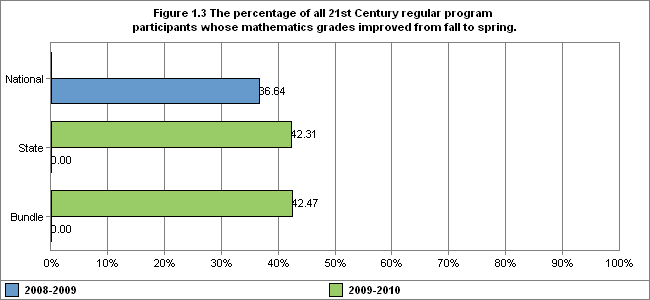 Figure 1.3 The percentage of all 21st Century regular program
participants whose mathematics grades improved from fall to spring.
National
36.64
42.31
State
0.00
42.47
Bundle
0.00
0% 10% 20% 30% 40% 50% 60% 70% 80% 90% 100%
2008-2009 2009-2010